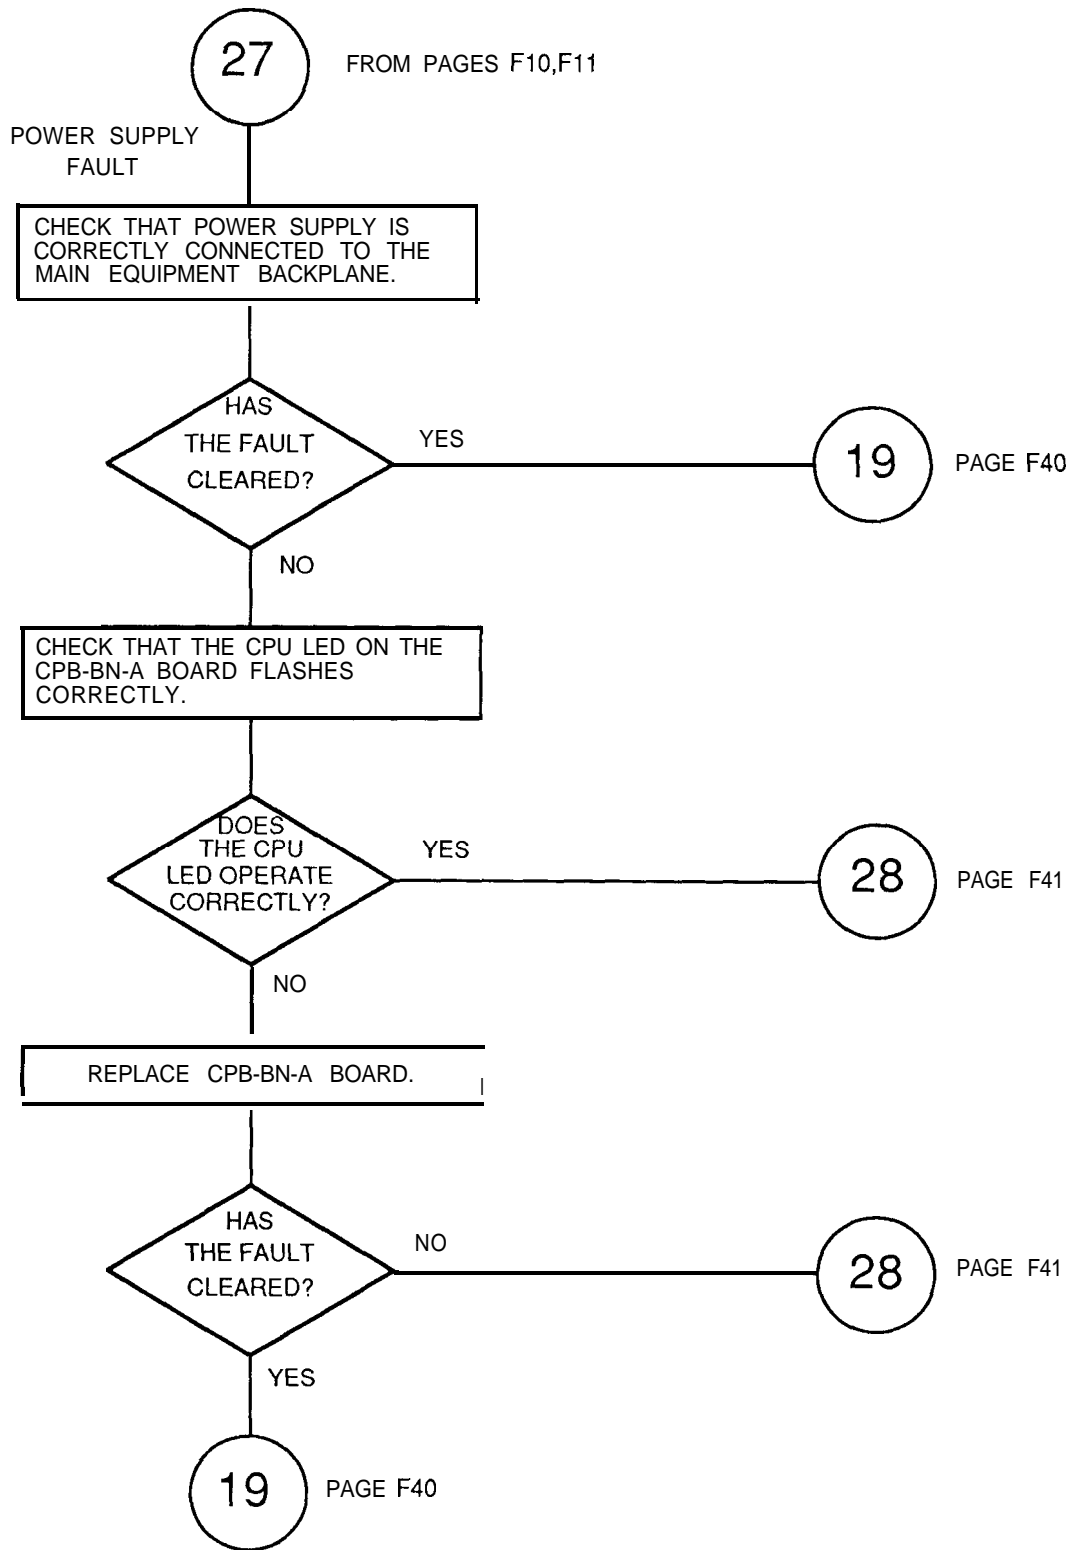 27
FROM PAGES F10,F11
POWER SUPPLY
FAULT
CHECK THAT POWER SUPPLY IS
CORRECTLY CONNECTED TO THE
MAIN EQUIPMENT BACKPLANE.
HAS
THE FAULT
CLEARED?
YES
19
PAGE F40
NO
CHECK THAT THE CPU LED ON THE
CPB-BN-A BOARD FLASHES
CORRECTLY.
DOES
THE CPU
LED OPERATE
CORRECTLY?
YES
28
PAGE F41
NO
REPLACE CPB-BN-A BOARD.
HAS
THE FAULT
CLEARED?
NO
28
PAGE F41
YES
19
PAGE F40